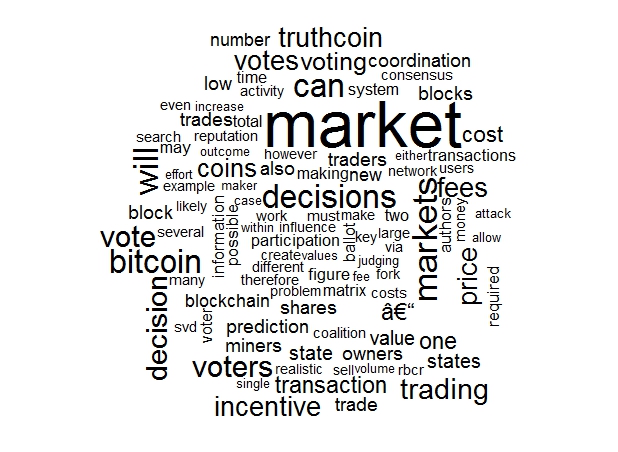 number truthcoin
votes voting coordination
low time consensus
activity can system blocks
even increase market
trades total cost
search reputation
may outcome however traders either transactions
will effort coins also making new network users
example maker decisions markets fees
block likely case work must make two authors money attack
vote several information possible within influence ballot key large via allow
participation
bitcoin create values judging price
different figure fee fork
many therefore problem matrix costs required
decision blockchain shares â€“
svd voter prediction coalition value one
miners state owners states
voters realistic sell volume rbcr
single transaction trading
incentive trade